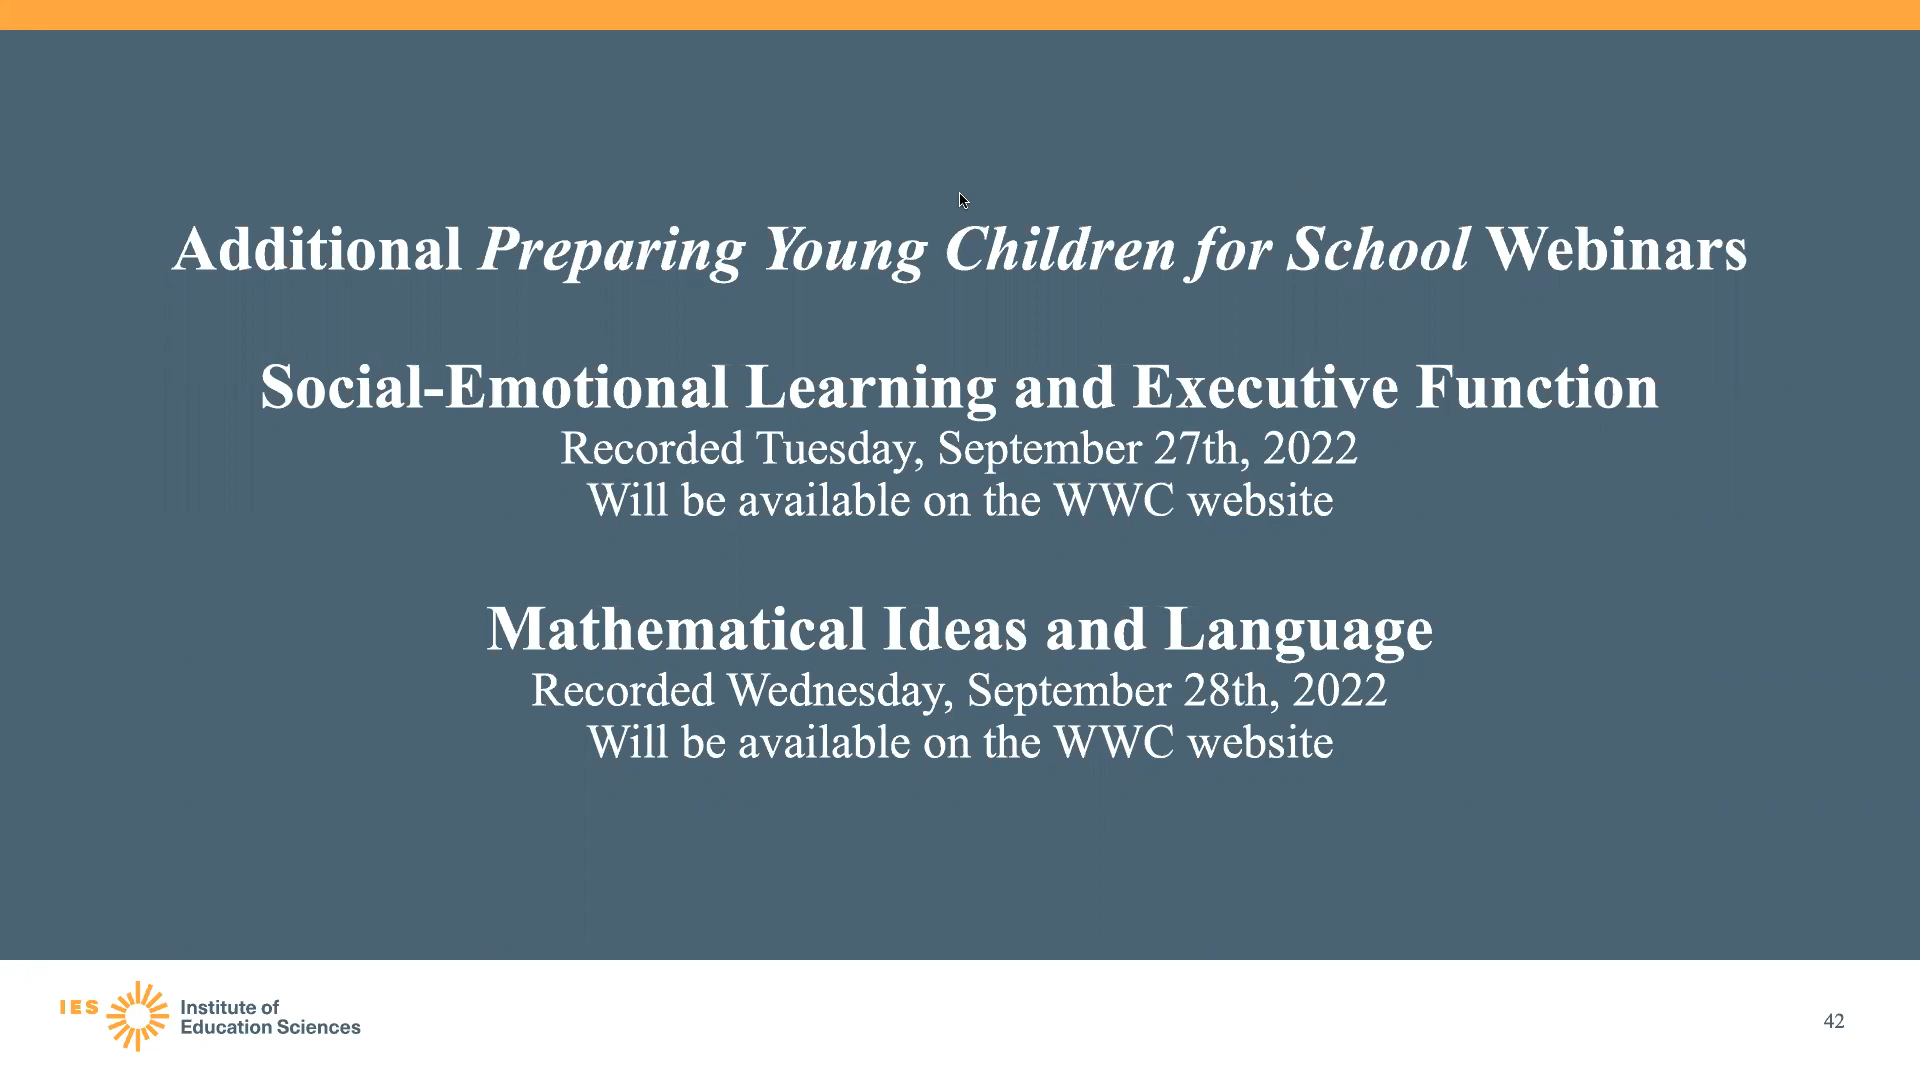 Additional Preparing Young Children for School Webinars
Social-Emotional Learning and Executive Function
Recorded Tuesday, September 27th, 2022
Will be available on the WWC website
Mathematical Ideas and Language
Recorded Wednesday, September 28th, 2022
Will be available on the WWC website
IES Institute of
Education Sciences
42